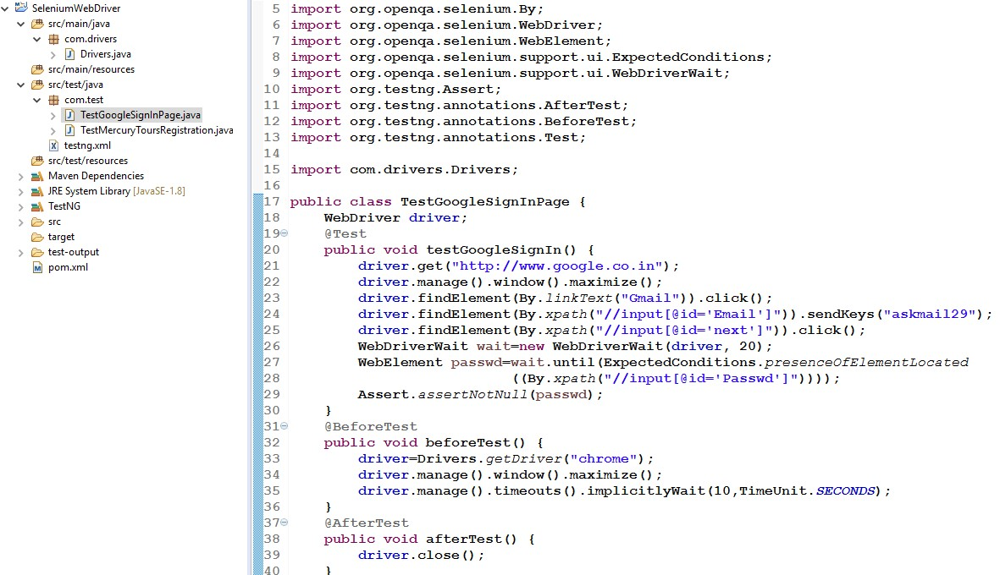 SeleniumWebDriver
src/main/java
com.drivers
Drivers.java
src/main/resources
src/test/java
com.test
TestGoogleSignInPage.java
TestMercuryToursRegistration.java
testng.xml
src/test/resources
Maven Dependencies
JRE System Library [JavaSE-1.8]
TestNG
src
target
test-output
pom.xml
5 import org.openqa.selenium.By;
6 import org.openqa.selenium.WebDriver;
7 import org.openqa.selenium.WebElement;
8 import org.openqa.selenium.support.ui.ExpectedConditions;
9 import org.openqa.selenium.support.ui.WebDriverWait;
10 import org.testng.Assert;
11 import org.testng.annotations.AfterTest;
12 import org.testng.annotations.BeforeTest;
13 import org.testng.annotations.Test;
14
15 import com.drivers.Drivers;
16
17 public class TestGoogleSignInPage {
18 WebDriver driver;
19 @Test
20 public void testGoogleSignIn() {
21 driver.get("http://www.google.co.in");
22 driver.manage().window().maximize();
23 driver.findElement(By.linkText("Gmail")).click();
24 driver.findElement(By.xpath("//input[@id='Email']")).sendKeys("askmail29");
25 driver.findElement(By.xpath("//input[@id='next']")).click();
26 WebDriverWait wait=new WebDriverWait(driver, 20);
27 WebElement passwd=wait.until(ExpectedConditions.presenceOfElementLocated
28 ((By.xpath("//input[@id='Passwd']"))));
29 Assert.assertNotNull(passwd);
30 }
31 @BeforeTest
32 public void beforeTest() {
33 driver=Drivers.getDriver("chrome");
34 driver.manage().window().maximize();
35 driver.manage().timeouts().implicitlyWait(10,TimeUnit.SECONDS);
36 }
37 @AfterTest
38 public void afterTest() {
39 driver.close();
40 }